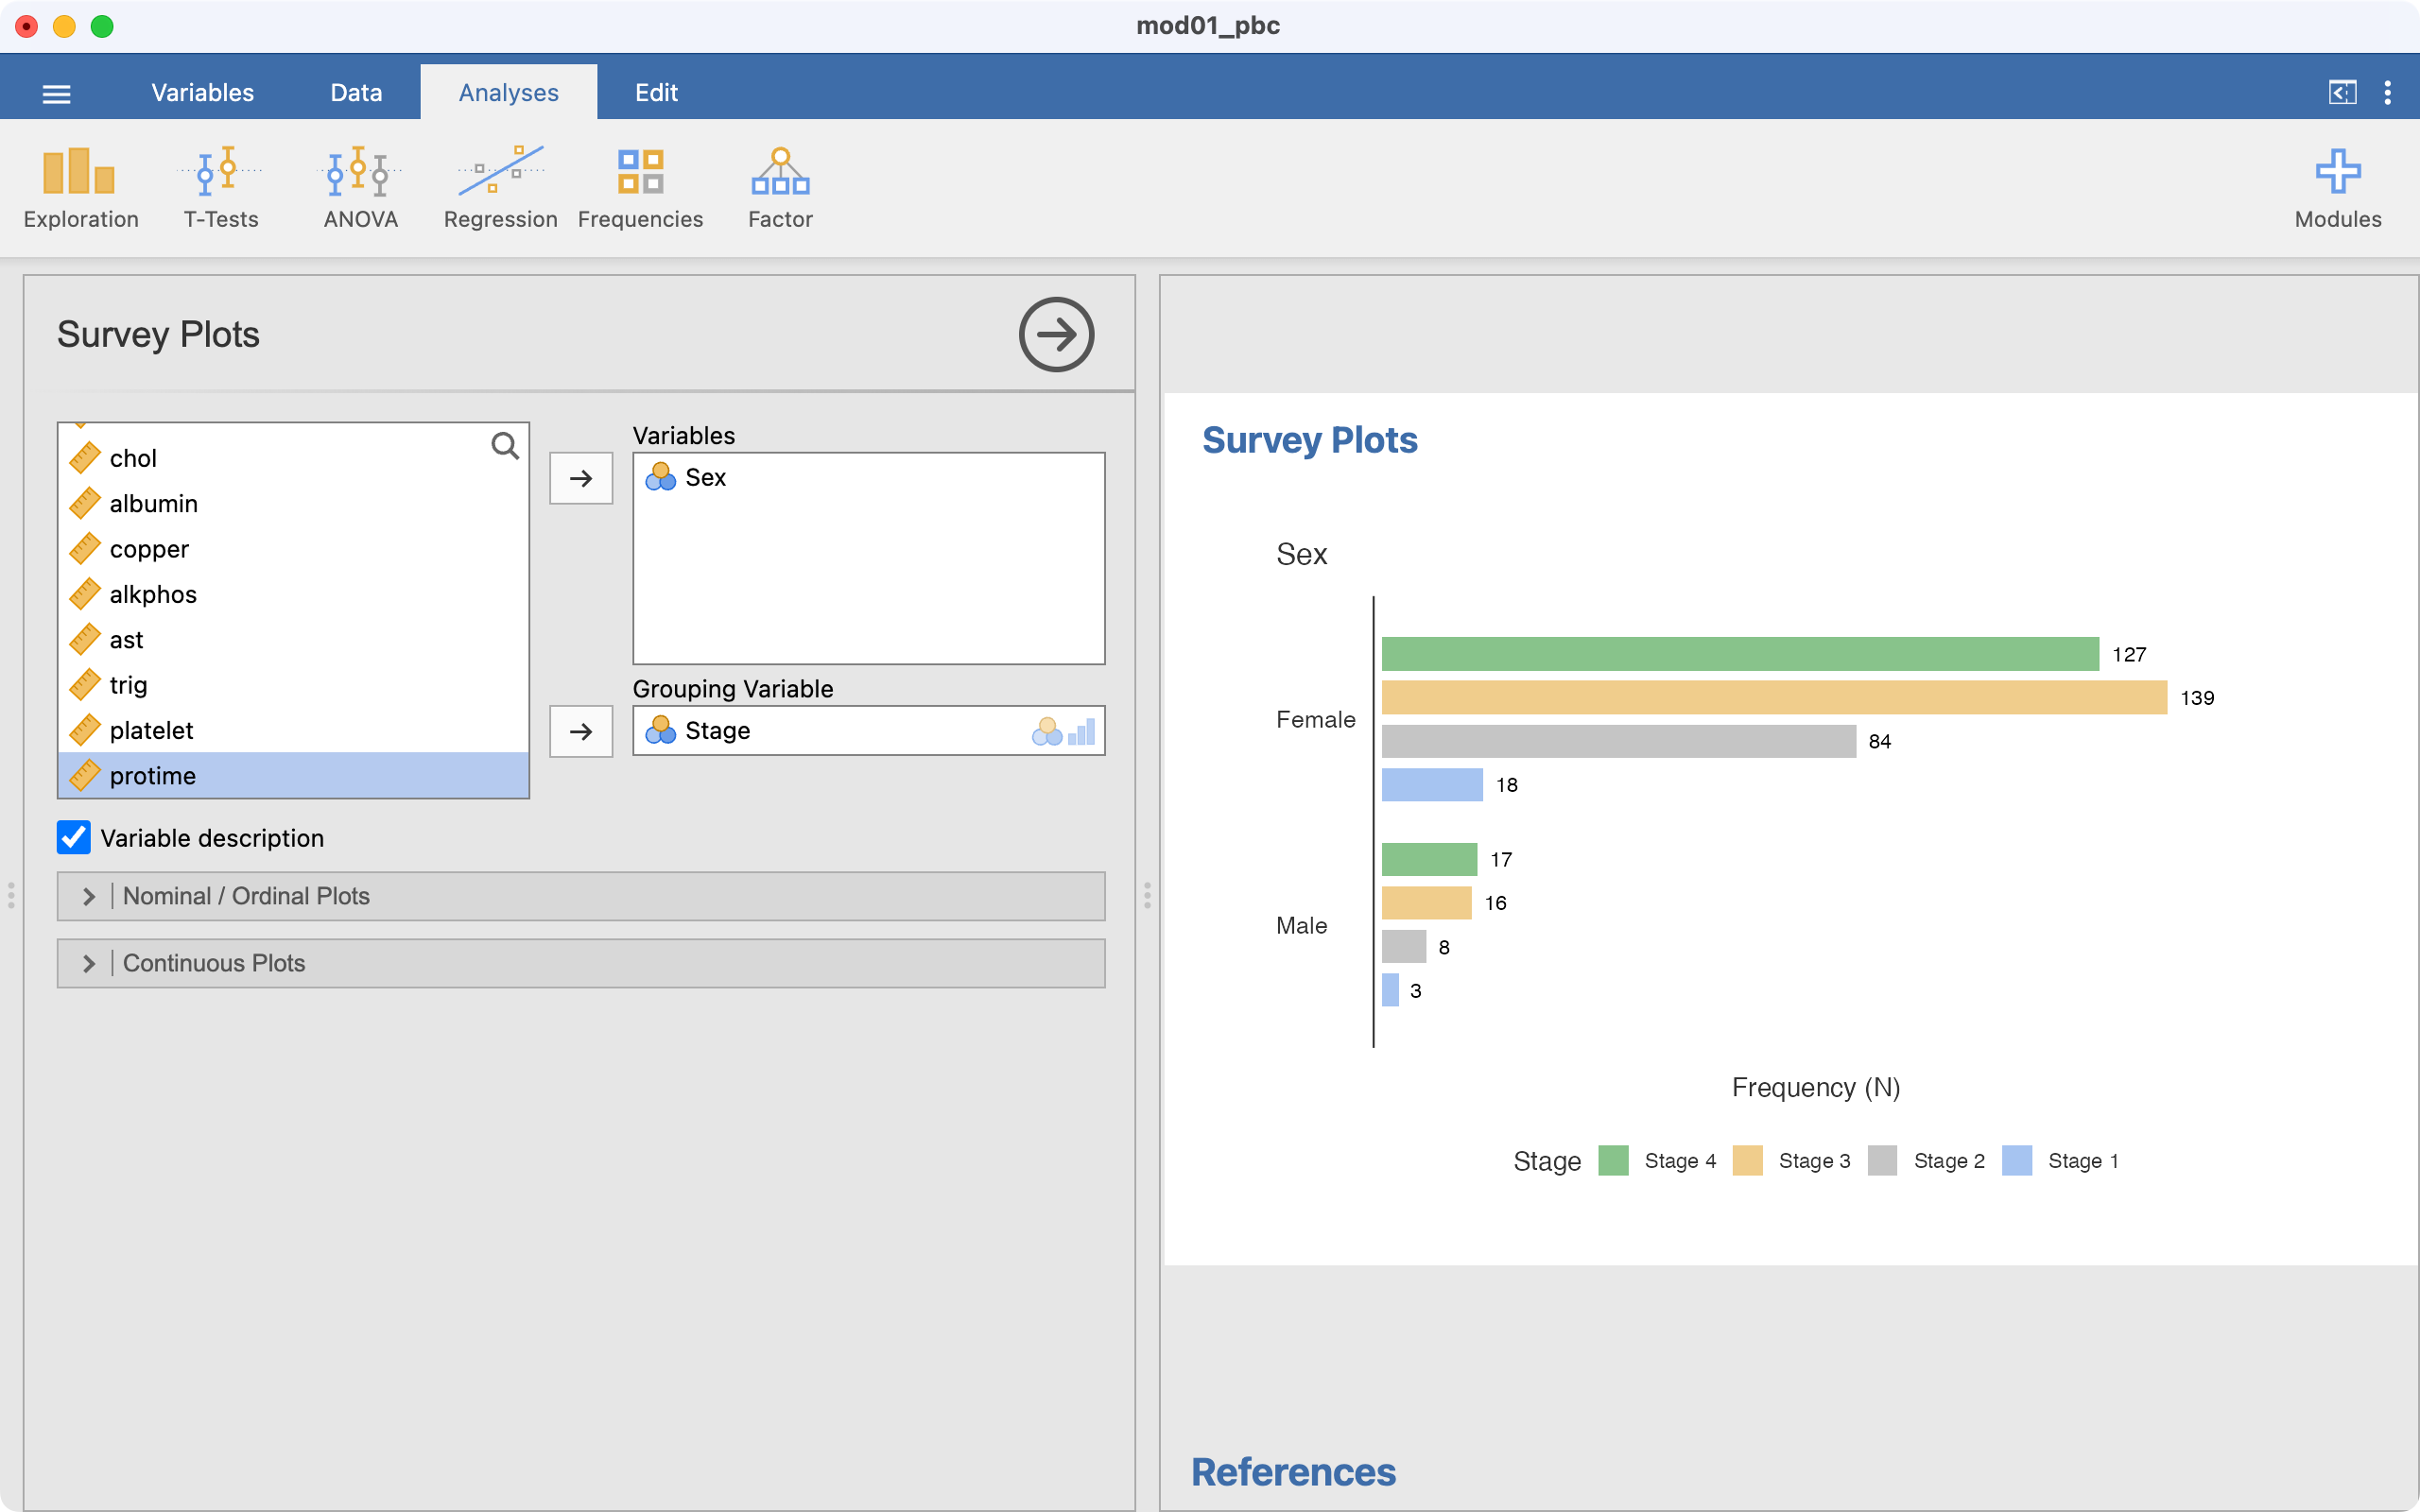 mod01_pbc
Variables
Data
Analyses
Edit
Exploration
T-Tests
ANOVA
Regression
Frequencies
Factor
Modules
Survey Plots
chol
albumin
copper
alkphos
ast
trig
platelet
protime
Variables
Sex
Grouping Variable
Stage
Variable description
Nominal / Ordinal Plots
Continuous Plots
Survey Plots
Sex
Female
127
139
84
18
Male
17
16
8
3
Frequency (N)
Stage Stage 4 Stage 3 Stage 2 Stage 1
References